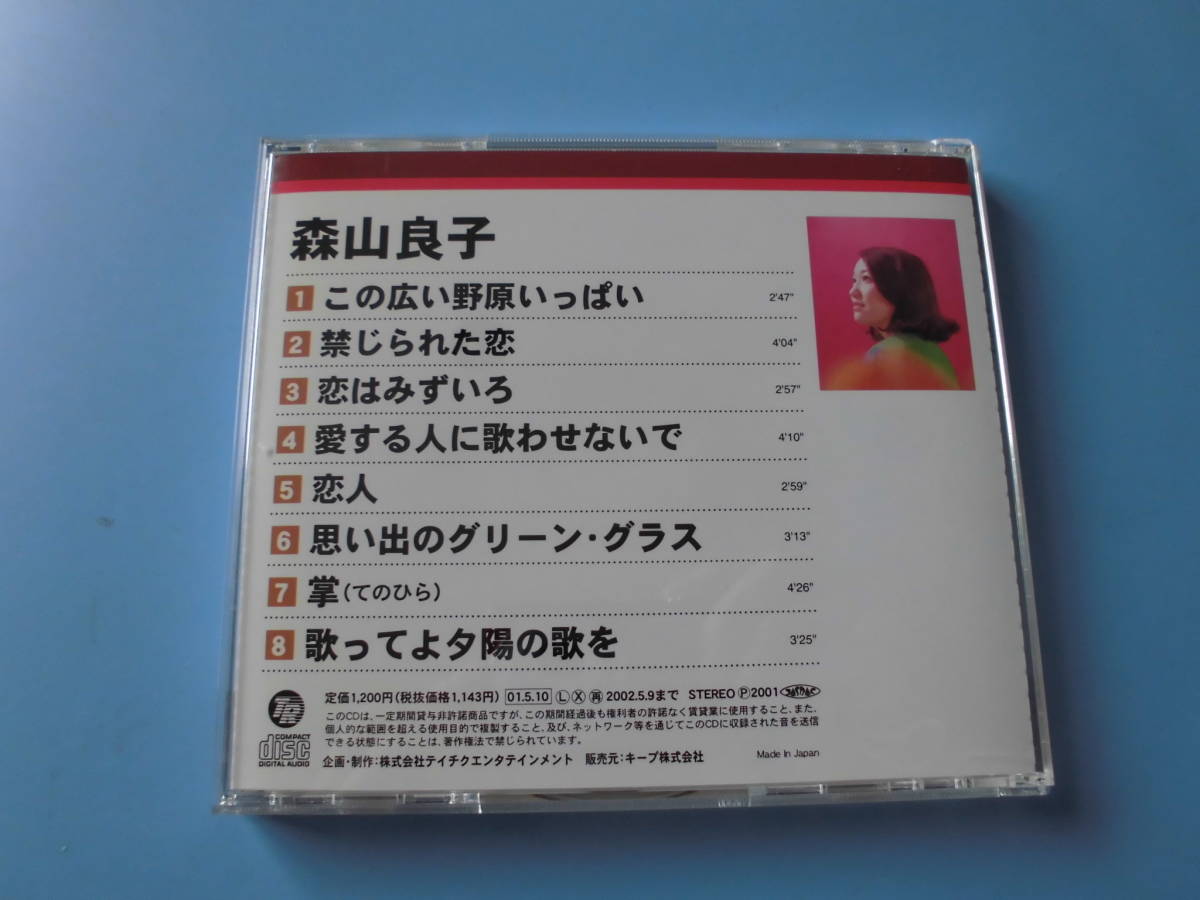 森山良子
1 この広い野原いっぱい 2'47"
2 禁じられた恋 4'04"
3 恋はみずいろ 2'57"
4 愛する人に歌わせないで 4'10"
5 恋人 2'59"
6 思い出のグリーン・グラス 3'13"
7 掌(てのひら) 4'26"
8 歌ってよ夕陽の歌を 3'25"
定価1,200円(税抜価格1,143円) 01.5.10 Ⓛ Ⓧ ㊞ 2002.5.9まで STEREO Ⓟ2001 JASRAC
このCDは、一定期間貸与非許諾商品ですが、この期間経過後も権利者の許諾なく賃貸業に使用すること、また、
個人的な範囲を超える使用目的で複製すること、及び、ネットワーク等を通じてこのCDに収録された音を送信
できる状態にすることは、著作権法で禁じられています。
COMPACT
disc
DIGITAL AUDIO
企画・制作:株式会社テイチクエンタテインメント 販売元:キープ株式会社
Made In Japan